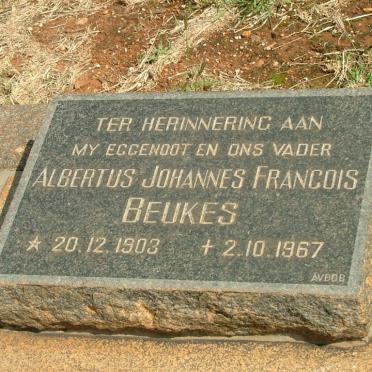 TER HERINNERING AAN
MY EGGENOOT EN ONS VADER
ALBERTUS JOHANNES FRANCOIS
BEUKES
☆ 20.12.1903 ✝ 2.10.1967
AVBOB